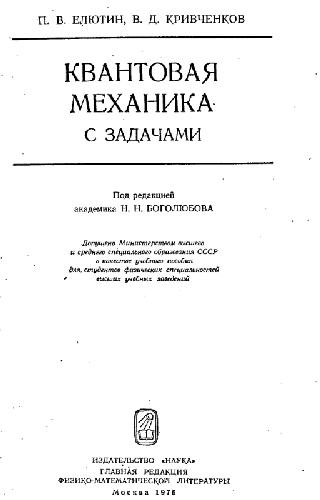 П. В. ЕЛЮТИН, В. Д. КРИВЧЕНКОВ
КВАНТОВАЯ
МЕХАНИКА
С ЗАДАЧАМИ
Под редакцией
академика Н. Н. БОГОЛЮБОВА
Допущено Министерством высшего
и среднего специального образования СССР
в качестве учебного пособия
для студентов физических специальностей
высших учебных заведений
ИЗДАТЕЛЬСТВО «НАУКА»
ГЛАВНАЯ РЕДАКЦИЯ
ФИЗИКО-МАТЕМАТИЧЕСКОЙ ЛИТЕРАТУРЫ
Москва 1976